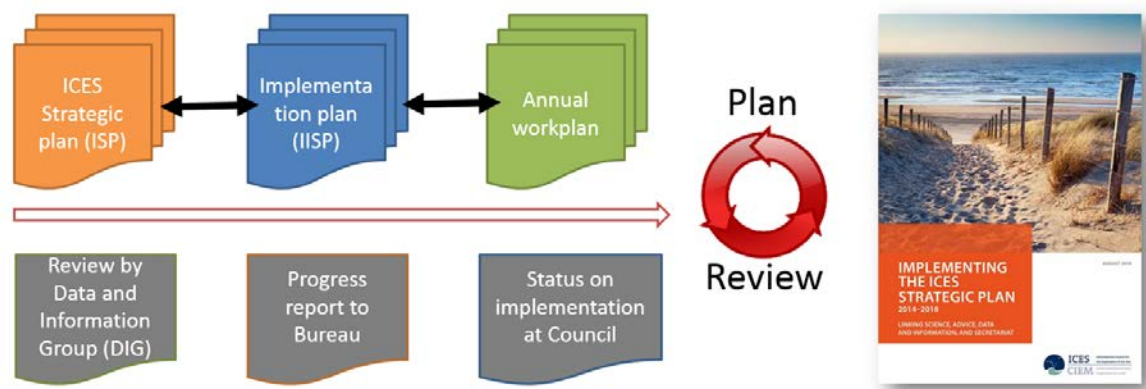 ICES
Strategic
plan (ISP)
Implementa
tion plan
(IISP)
Annual
workplan
Plan
Review
Review by
Data and
Information
Group (DIG)
Progress
report to
Bureau
Status on
implementation
at Council
IMPLEMENTING
THE ICES
STRATEGIC PLAN
2014–2018
LINKING SCIENCE, ADVICE, DATA
AND INFORMATION, AND SECRETARIAT
ICES
CIEM